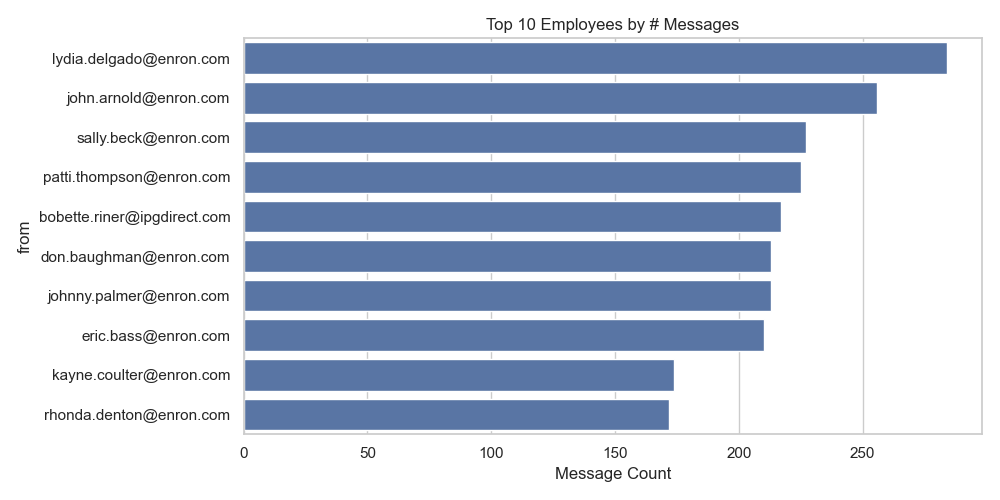 Top 10 Employees by # Messages
from
lydia.delgado@enron.com
john.arnold@enron.com
sally.beck@enron.com
patti.thompson@enron.com
bobette.riner@ipgdirect.com
don.baughman@enron.com
johnny.palmer@enron.com
eric.bass@enron.com
kayne.coulter@enron.com
rhonda.denton@enron.com
0 50 100 150 200 250
Message Count